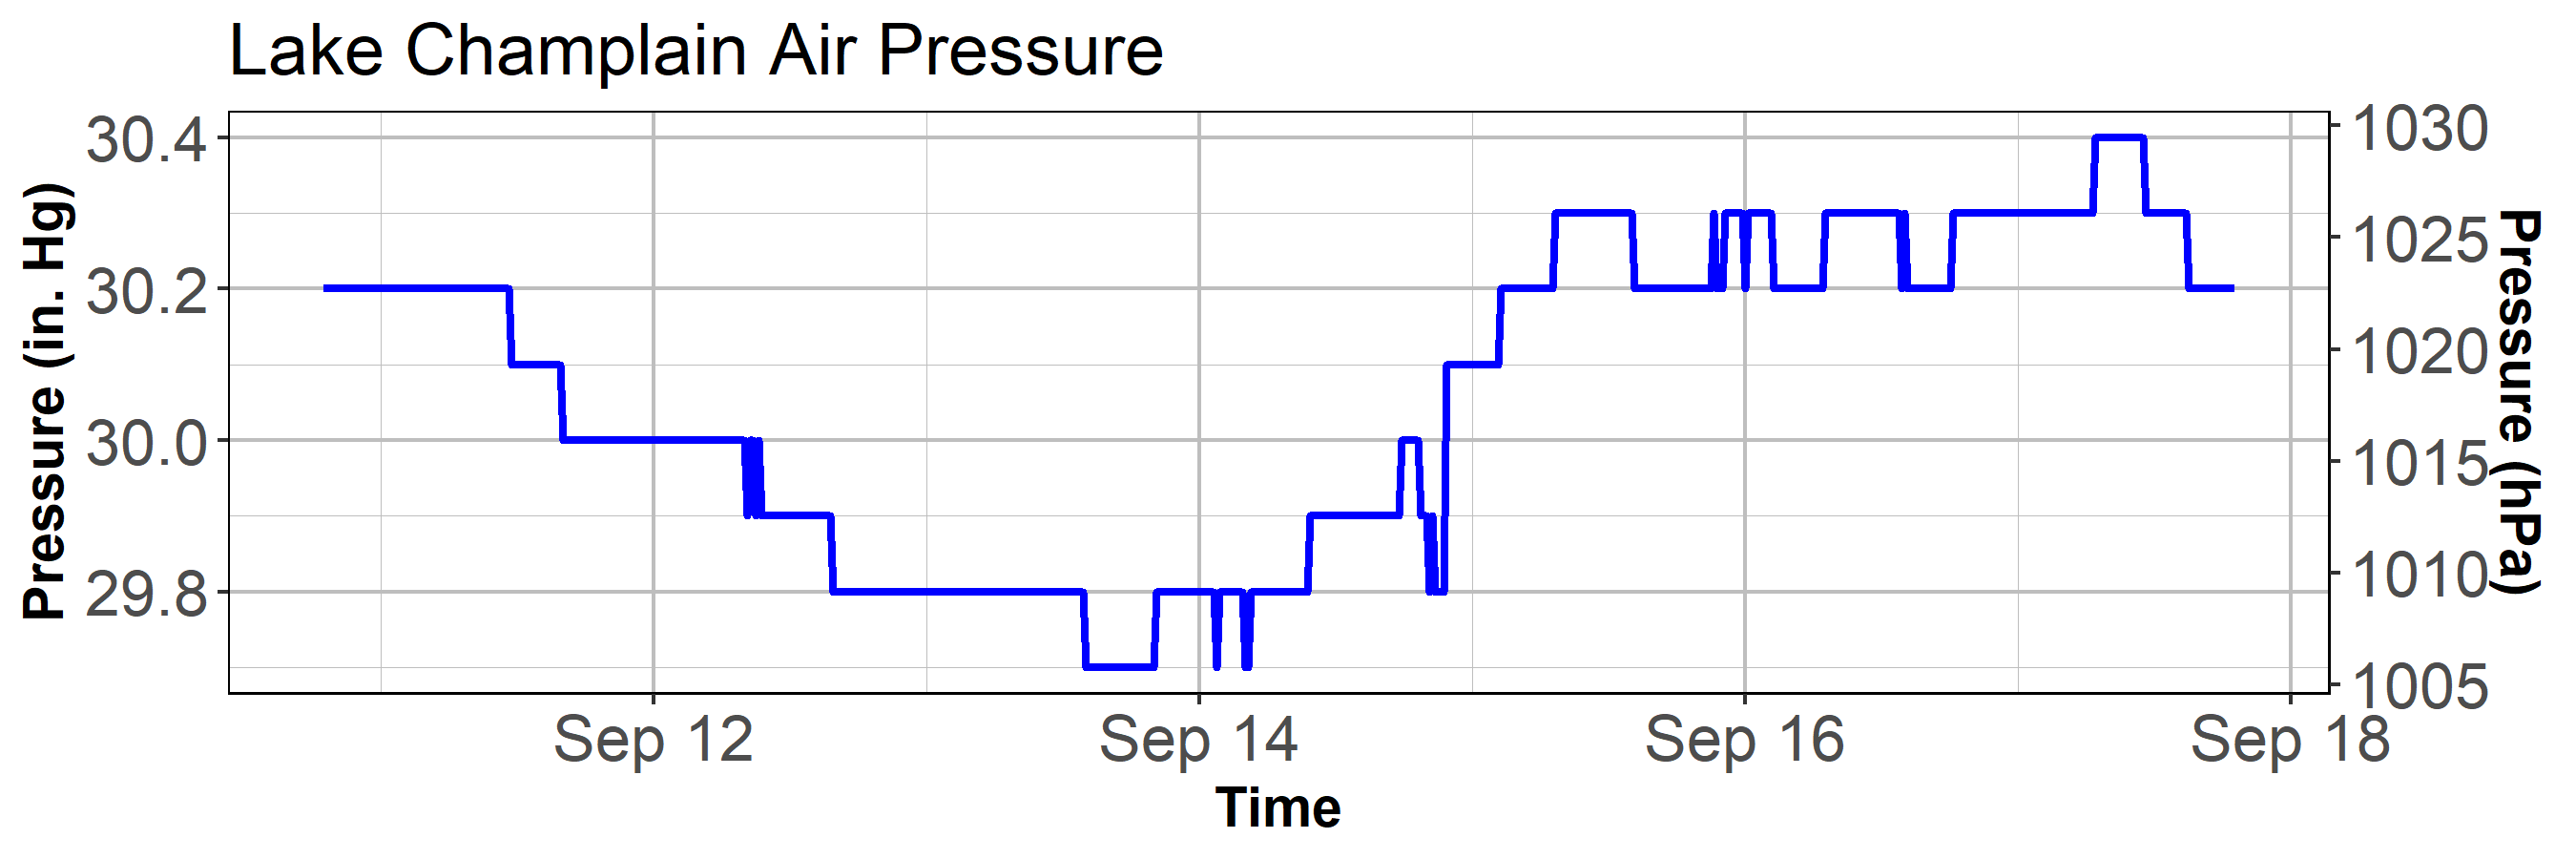 Lake Champlain Air Pressure
Pressure (in. Hg)
30.4
30.2
30.0
29.8
1030
1025
1020
1015
1010
1005
Pressure (hPa)
Sep 12 Sep 14 Sep 16 Sep 18
Time